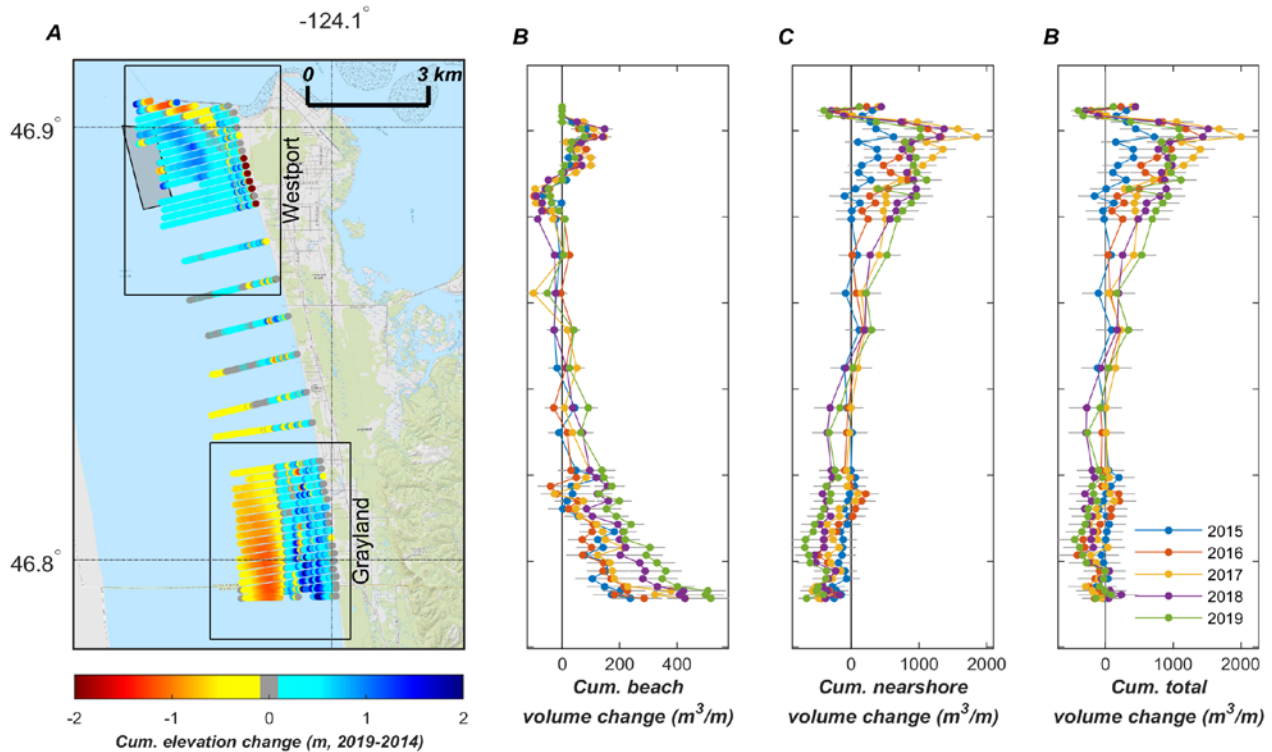 -124.1°
A
B
C
B
0
3 km
46.9°
Westport
46.8°
Grayland
2015
2016
2017
2018
2019
0
200
400
0
1000
2000
0
1000
2000
Cum. beach
volume change (m³/m)
Cum. nearshore
volume change (m³/m)
Cum. total
volume change (m³/m)
-2
-1
0
1
2
Cum. elevation change (m, 2019-2014)